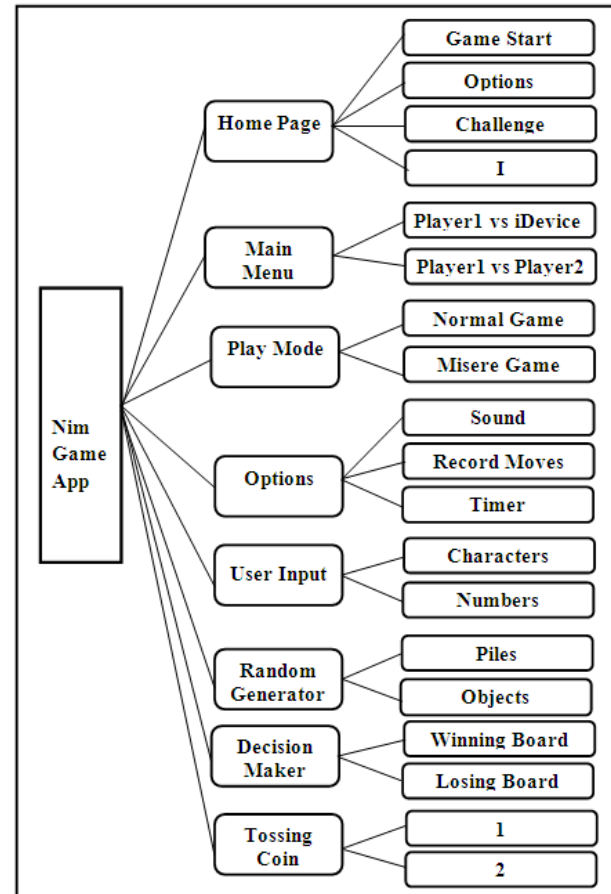 Nim
Game
App
Home Page
Game Start
Options
Challenge
I
Main
Menu
Player1 vs iDevice
Player1 vs Player2
Play Mode
Normal Game
Misere Game
Options
Sound
Record Moves
Timer
User Input
Characters
Numbers
Random
Generator
Piles
Objects
Decision
Maker
Winning Board
Losing Board
Tossing
Coin
1
2